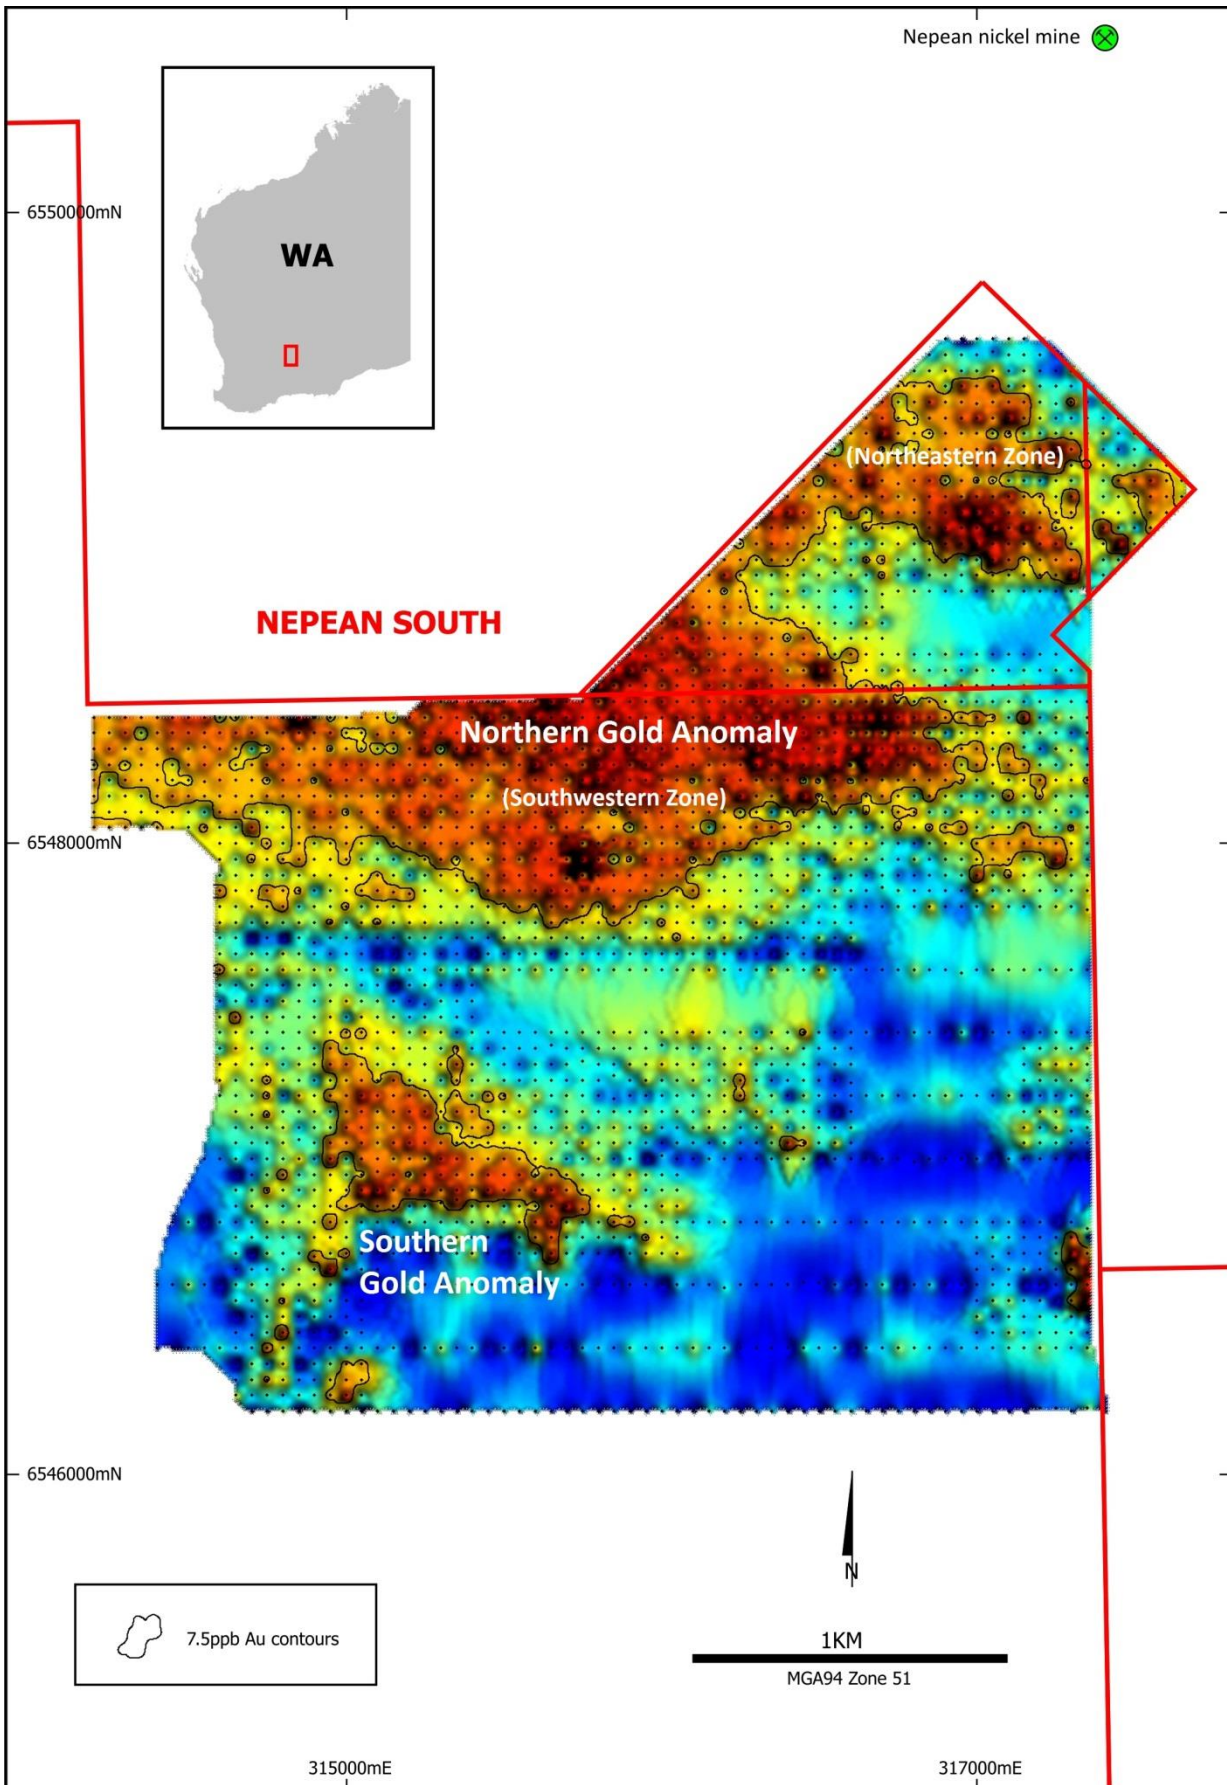 Nepean nickel mine
WA
6550000mN
(Northeastern Zone)
NEPEAN SOUTH
Northern Gold Anomaly
(Southwestern Zone)
6548000mN
Southern
Gold Anomaly
6546000mN
N
7.5ppb Au contours
1KM
MGA94 Zone 51
315000mE
317000mE